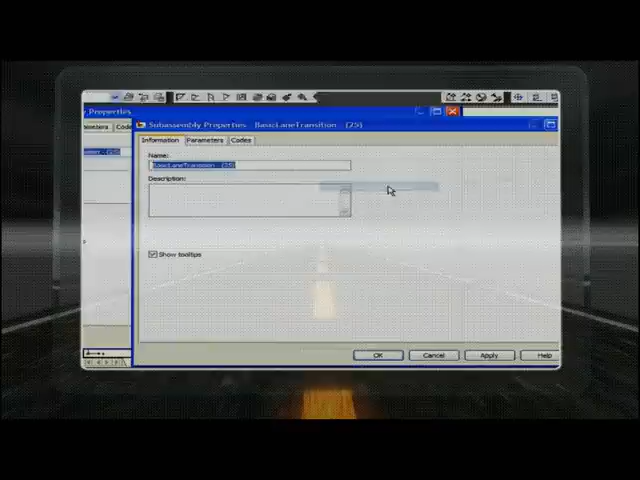 Properties
Subassembly Properties - BasicLaneTransition - (25)
Information Parameters Codes
Name:
BasicLaneTransition - (25)
Description:
Show tooltips
OK Cancel Apply Help